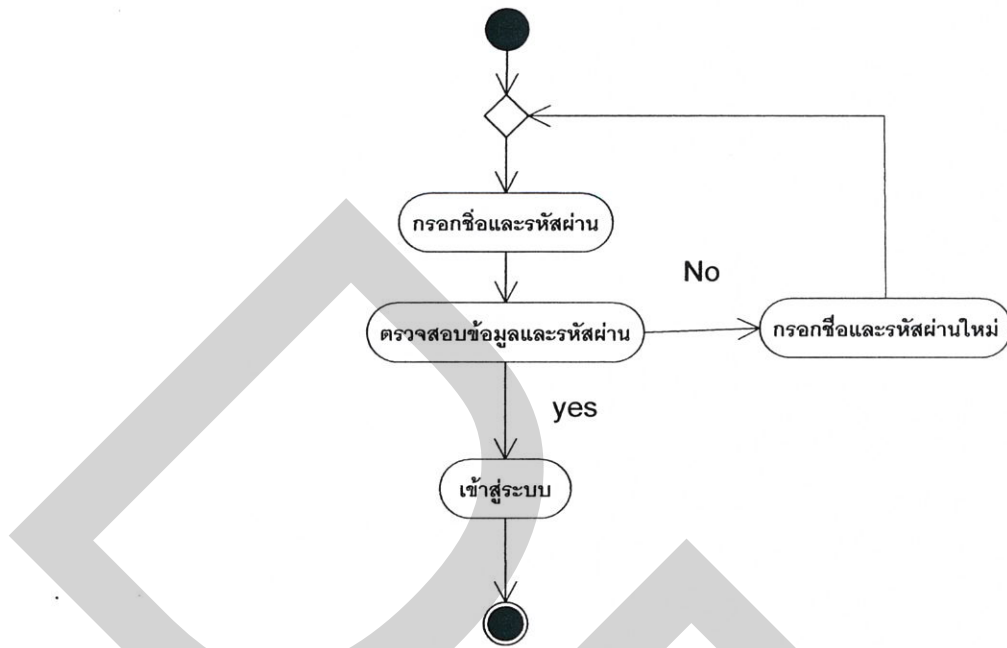 กรอกชื่อและรหัสผ่าน
No
ตรวจสอบข้อมูลและรหัสผ่าน
กรอกชื่อและรหัสผ่านใหม่
yes
เข้าสู่ระบบ